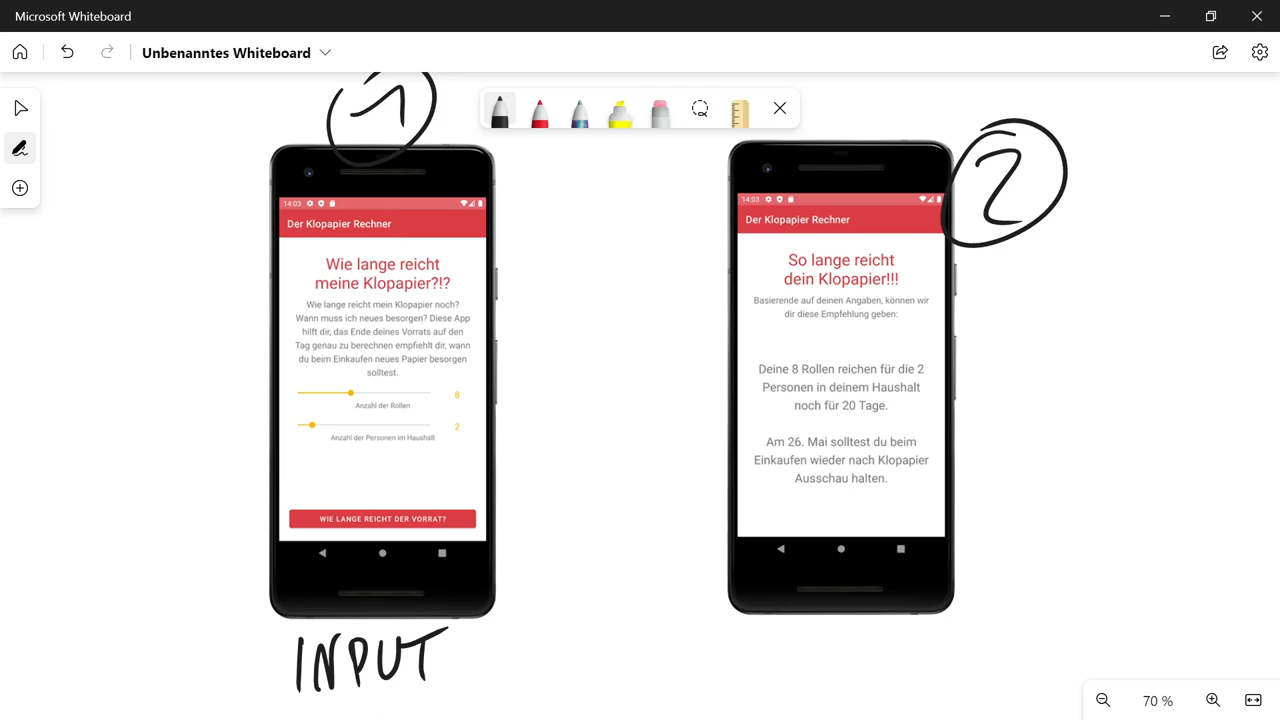 Microsoft Whiteboard
Unbenanntes Whiteboard
1
2
14:03
Der Klopapier Rechner
Wie lange reicht
meine Klopapier?!?
Wie lange reicht mein Klopapier noch?
Wann muss ich neues besorgen? Diese App
hilft dir, das Ende deines Vorrats auf den
Tag genau zu berechnen empfiehlt dir, wann
du beim Einkaufen neues Papier besorgen
solltest.
8
Anzahl der Rollen
2
Anzahl der Personen im Haushalt
WIE LANGE REICHT DER VORRAT?
INPUT
14:03
Der Klopapier Rechner
So lange reicht
dein Klopapier!!!
Basierende auf deinen Angaben, können wir
dir diese Empfehlung geben:
Deine 8 Rollen reichen für die 2
Personen in deinem Haushalt
noch für 20 Tage.
Am 26. Mai solltest du beim
Einkaufen wieder nach Klopapier
Ausschau halten.
70 %